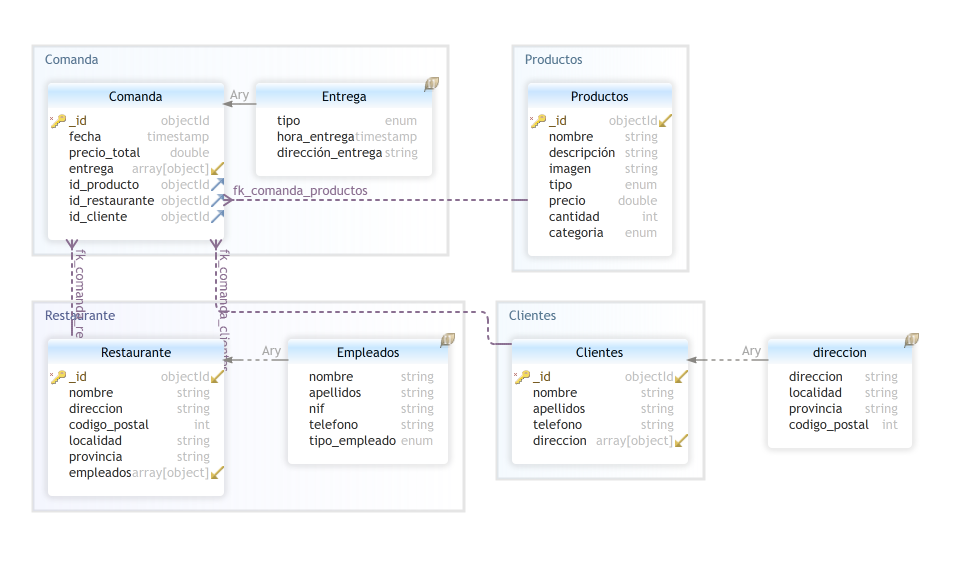 Comanda
Comanda
_id objectId
fecha timestamp
precio_total double
entrega array[object]
id_producto objectId
id_restaurante objectId
id_cliente objectId
Ary
Entrega
tipo enum
hora_entrega timestamp
dirección_entrega string
fk_comanda_productos
Productos
Productos
_id objectId
nombre string
descripción string
imagen string
tipo enum
precio double
cantidad int
categoria enum
fk_comanda_re
fk_comanda_clientes
Restaurante
Restaurante
_id objectId
nombre string
direccion string
codigo_postal int
localidad string
provincia string
empleados array[object]
Ary
Empleados
nombre string
apellidos string
nif string
telefono string
tipo_empleado enum
Clientes
Clientes
_id objectId
nombre string
apellidos string
telefono string
direccion array[object]
Ary
direccion
direccion string
localidad string
provincia string
codigo_postal int